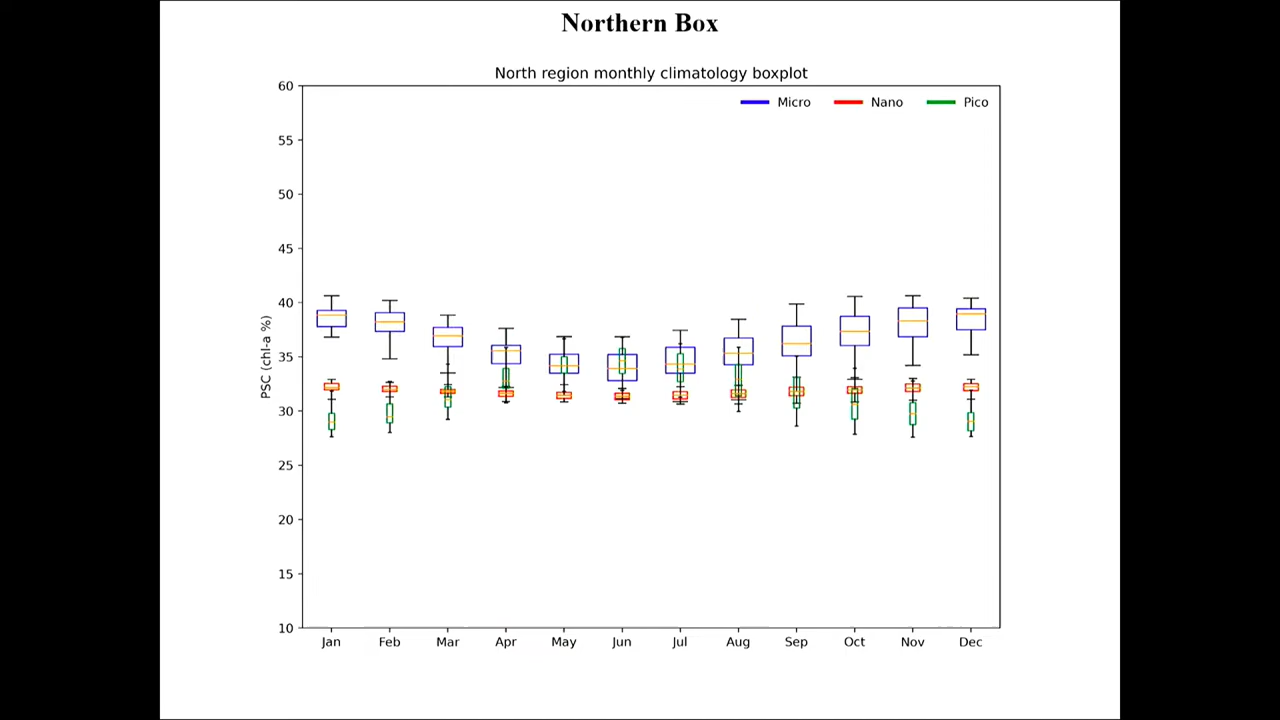 Northern Box
North region monthly climatology boxplot
Micro Nano Pico
60
55
50
45
40
35
30
25
20
15
10
PSC (chl-a %)
Jan Feb Mar Apr May Jun Jul Aug Sep Oct Nov Dec